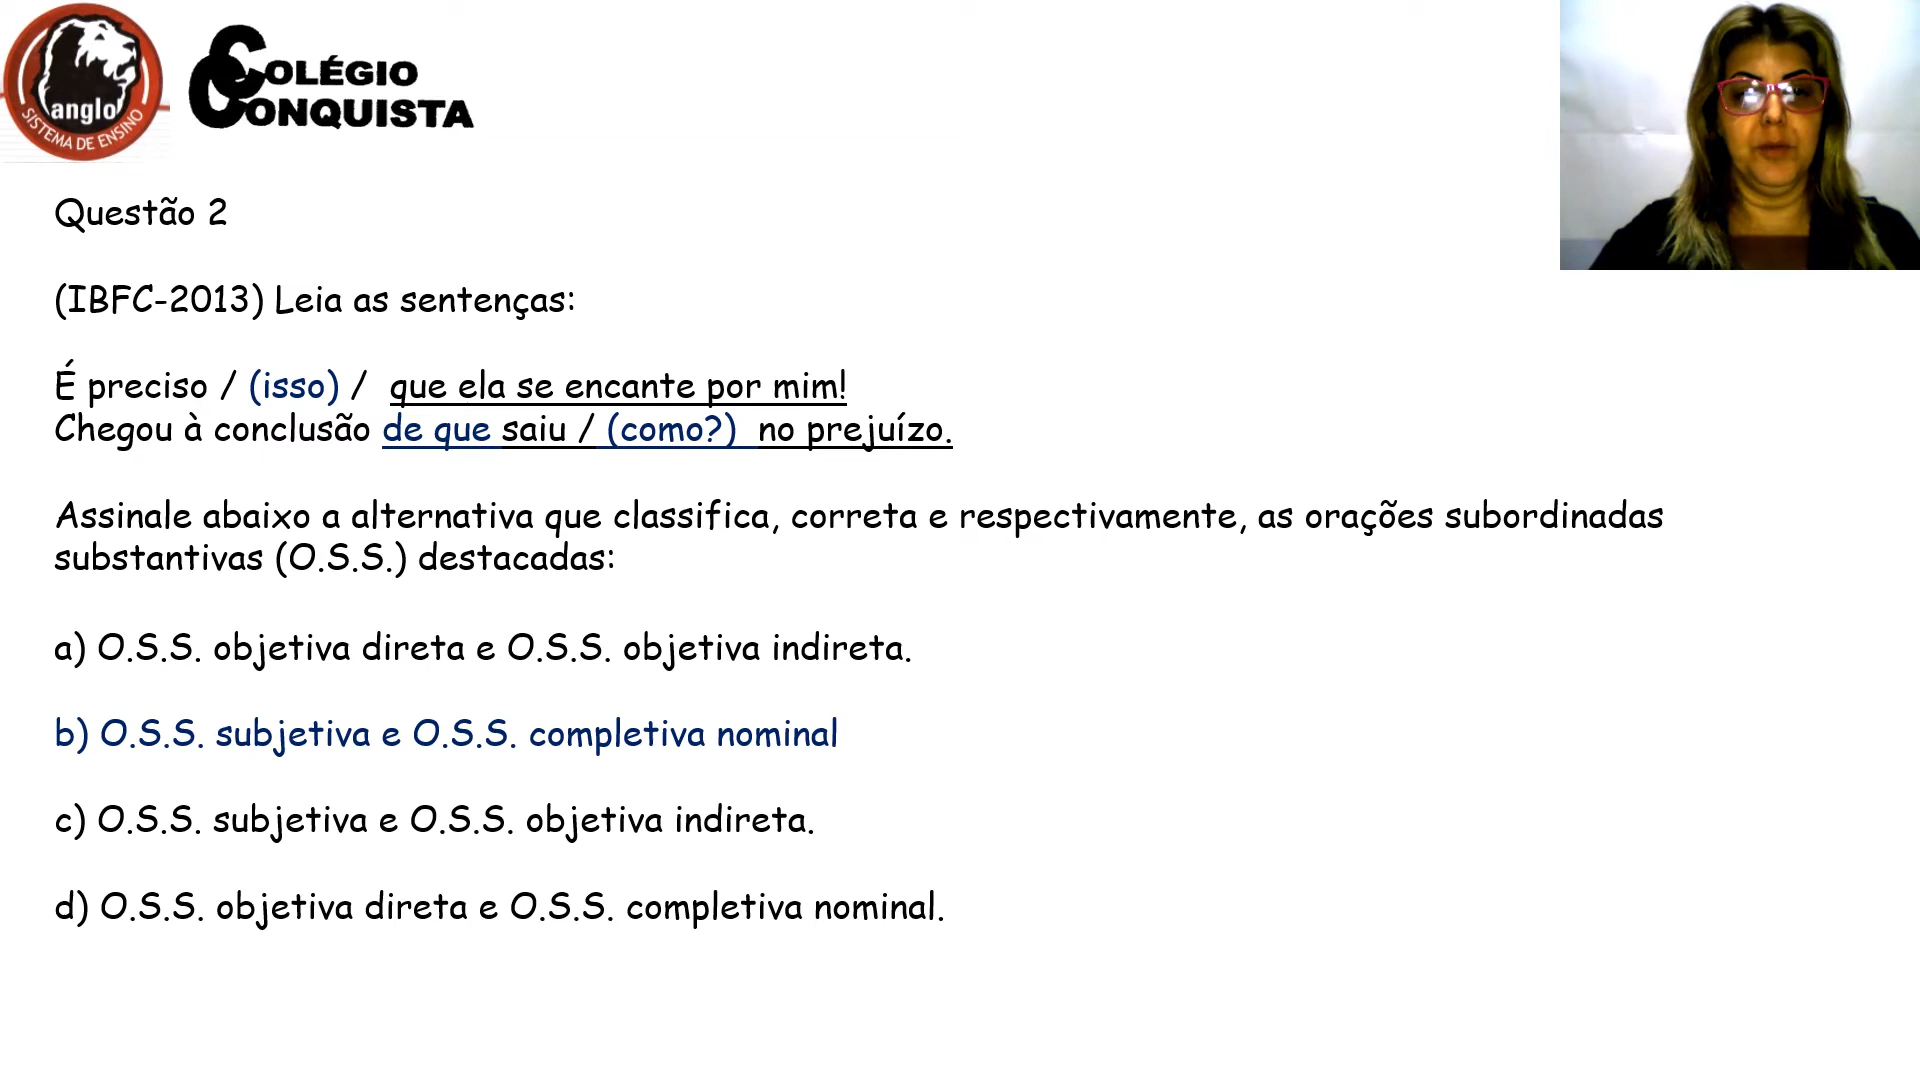 anglo
SISTEMA DE ENSINO
COLÉGIO
CONQUISTA
Questão 2
(IBFC-2013) Leia as sentenças:
É preciso / (isso) / que ela se encante por mim!
Chegou à conclusão de que saiu / (como?) no prejuízo.
Assinale abaixo a alternativa que classifica, correta e respectivamente, as orações subordinadas
substantivas (O.S.S.) destacadas:
a) O.S.S. objetiva direta e O.S.S. objetiva indireta.
b) O.S.S. subjetiva e O.S.S. completiva nominal
c) O.S.S. subjetiva e O.S.S. objetiva indireta.
d) O.S.S. objetiva direta e O.S.S. completiva nominal.